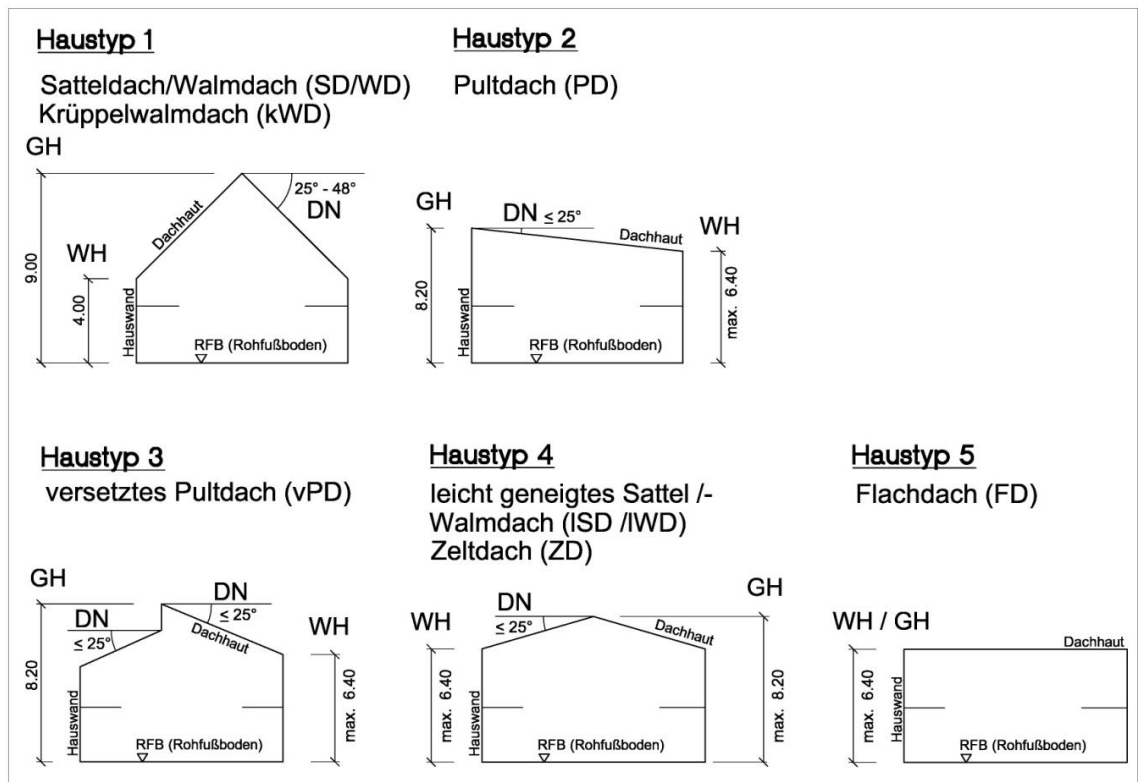 Haustyp 1
Satteldach/Walmdach (SD/WD)
Krüppelwalmdach (kWD)
GH
9.00
WH
4.00
Dachhaut
25° - 48°
DN
Hauswand
RFB (Rohfußboden)
Haustyp 2
Pultdach (PD)
GH
8.20
DN ≤ 25°
Dachhaut
WH
max. 6.40
Hauswand
RFB (Rohfußboden)
Haustyp 3
versetztes Pultdach (vPD)
GH
8.20
DN
≤ 25°
DN
≤ 25°
Dachhaut
WH
max. 6.40
Hauswand
RFB (Rohfußboden)
Haustyp 4
leicht geneigtes Sattel /-
Walmdach (lSD /lWD)
Zeltdach (ZD)
WH
max. 6.40
DN
≤ 25°
Dachhaut
GH
max. 8.20
Hauswand
RFB (Rohfußboden)
Haustyp 5
Flachdach (FD)
WH / GH
max. 6.40
Dachhaut
Hauswand
RFB (Rohfußboden)